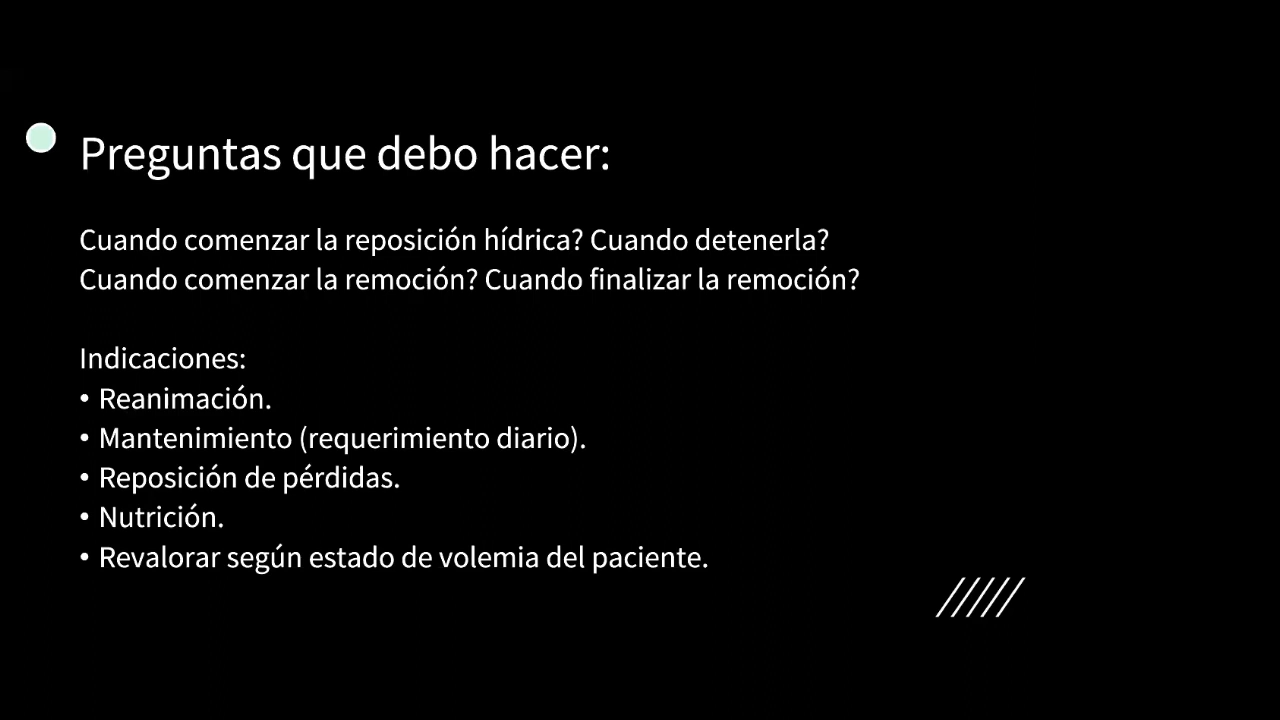 Preguntas que debo hacer:
Cuando comenzar la reposición hídrica? Cuando detenerla?
Cuando comenzar la remoción? Cuando finalizar la remoción?
Indicaciones:
• Reanimación.
• Mantenimiento (requerimiento diario).
• Reposición de pérdidas.
• Nutrición.
• Revalorar según estado de volemia del paciente.